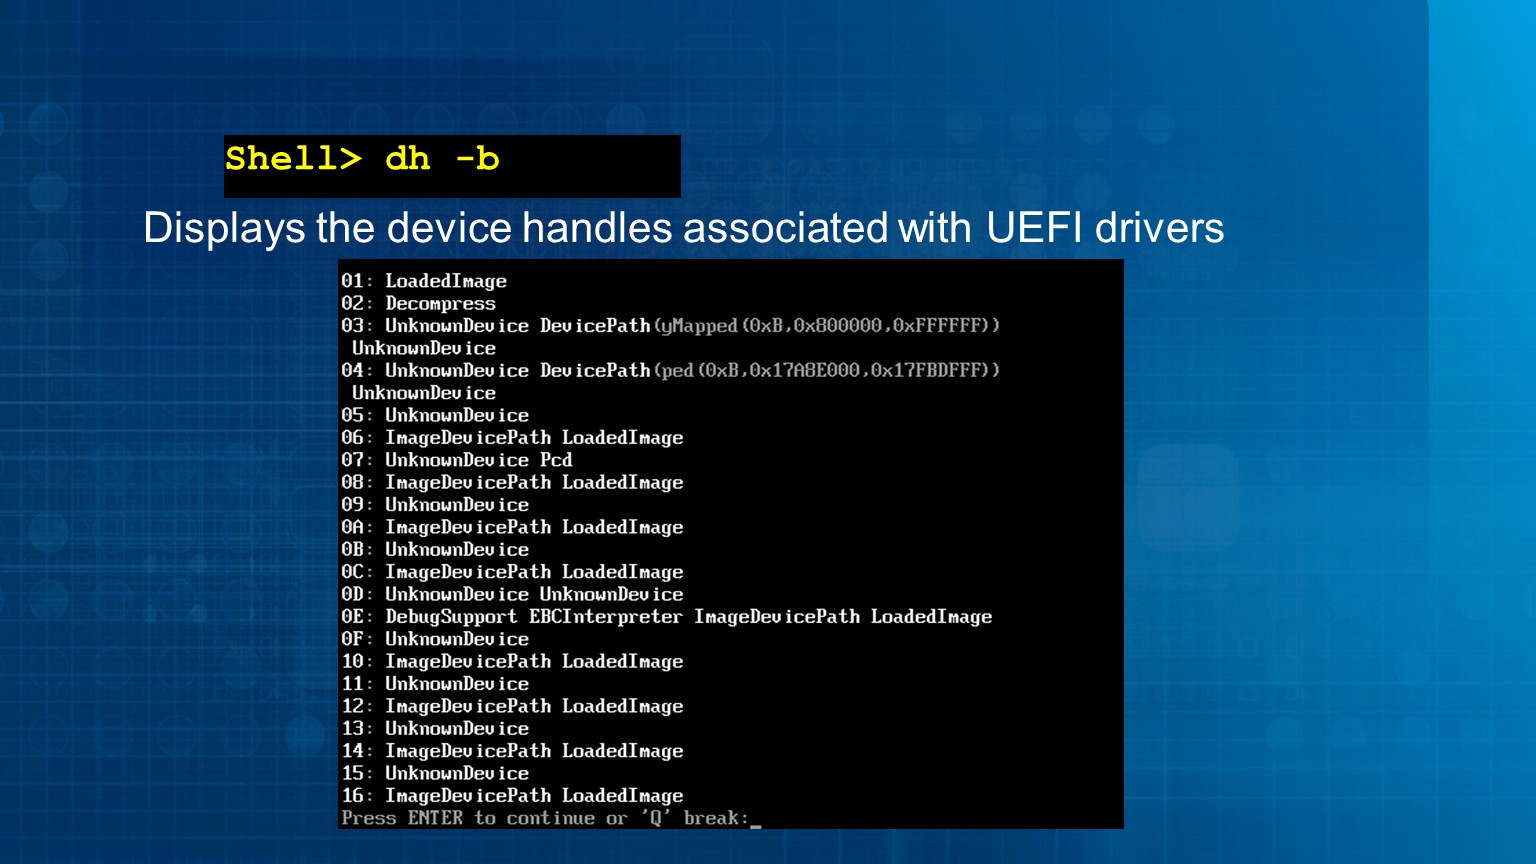 Shell> dh -b
Displays the device handles associated with UEFI drivers
01: LoadedImage
02: Decompress
03: UnknownDevice DevicePath(yMapped(0xB,0x800000,0xFFFFFF))
UnknownDevice
04: UnknownDevice DevicePath(ped(0xB,0x17A8E000,0x17FBDFFF))
UnknownDevice
05: UnknownDevice
06: ImageDevicePath LoadedImage
07: UnknownDevice Pcd
08: ImageDevicePath LoadedImage
09: UnknownDevice
0A: ImageDevicePath LoadedImage
0B: UnknownDevice
0C: ImageDevicePath LoadedImage
0D: UnknownDevice UnknownDevice
0E: DebugSupport EBCInterpreter ImageDevicePath LoadedImage
0F: UnknownDevice
10: ImageDevicePath LoadedImage
11: UnknownDevice
12: ImageDevicePath LoadedImage
13: UnknownDevice
14: ImageDevicePath LoadedImage
15: UnknownDevice
16: ImageDevicePath LoadedImage
Press ENTER to continue or 'Q' break:_